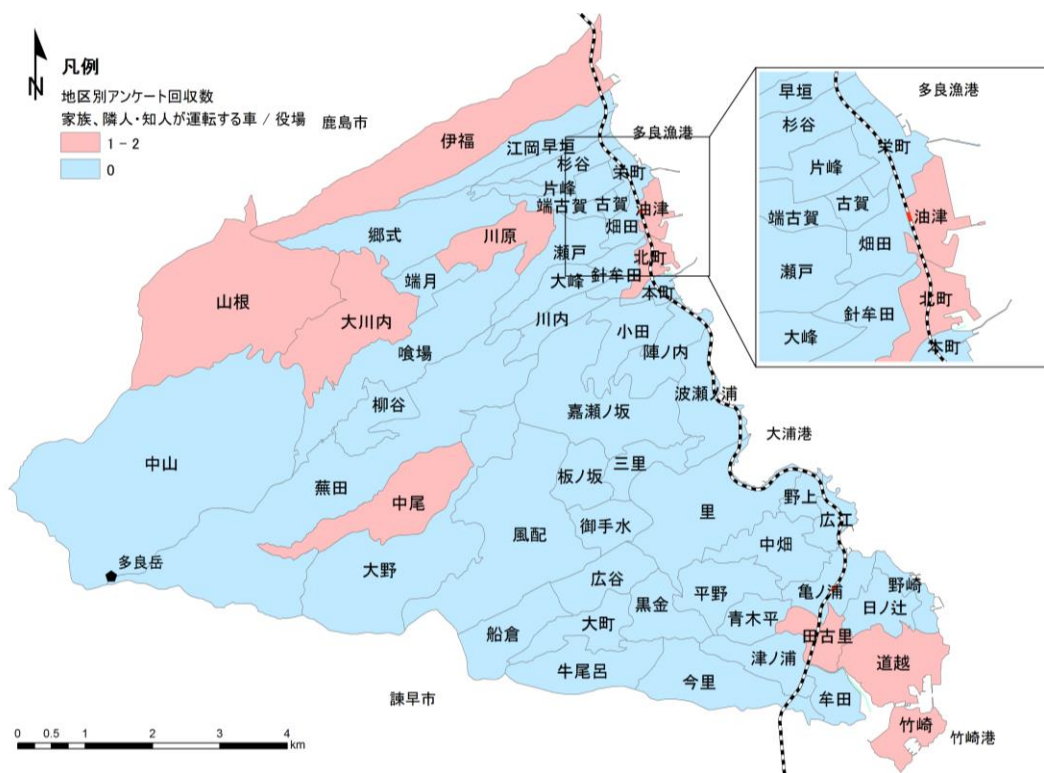 N
凡例
地区別アンケート回収数
家族、隣人・知人が運転する車 / 役場
1 - 2
0
鹿島市
多良漁港
伊福
江岡
早垣
杉谷
栄町
片峰
端古賀
古賀
油津
畑田
郷式
川原
瀬戸
北町
大峰
針牟田
本町
端月
山根
大川内
川内
小田
陣ノ内
喰場
波瀬ノ浦
柳谷
嘉瀬ノ坂
大浦港
中山
三里
板ノ坂
蕪田
中尾
里
野上
広江
御手水
風配
中畑
多良岳
大野
広谷
平野
亀ノ浦
野崎
黒金
日ノ辻
青木平
大町
船倉
田古里
津ノ浦
道越
牛尾呂
今里
牟田
諫早市
竹崎
竹崎港
早垣
多良漁港
杉谷
栄町
片峰
古賀
端古賀
油津
畑田
瀬戸
北町
針牟田
大峰
本町
0 0.5 1 2 3 4
km